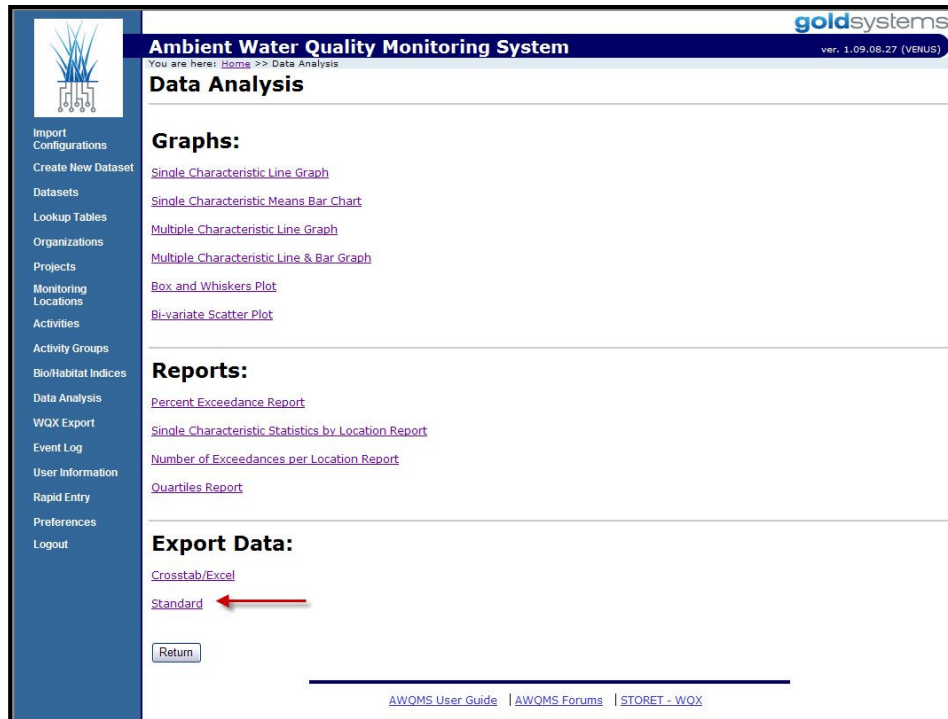 goldsystems
Ambient Water Quality Monitoring System
ver. 1.09.08.27 (VENUS)
You are here: Home >> Data Analysis
Data Analysis
Import
Configurations
Create New Dataset
Datasets
Lookup Tables
Organizations
Projects
Monitoring
Locations
Activities
Activity Groups
Bio/Habitat Indices
Data Analysis
WQX Export
Event Log
User Information
Rapid Entry
Preferences
Logout
Graphs:
Single Characteristic Line Graph
Single Characteristic Means Bar Chart
Multiple Characteristic Line Graph
Multiple Characteristic Line & Bar Graph
Box and Whiskers Plot
Bi-variate Scatter Plot
Reports:
Percent Exceedance Report
Single Characteristic Statistics by Location Report
Number of Exceedances per Location Report
Quartiles Report
Export Data:
Crosstab/Excel
Standard
Return
AWQMS User Guide | AWQMS Forums | STORET - WQX